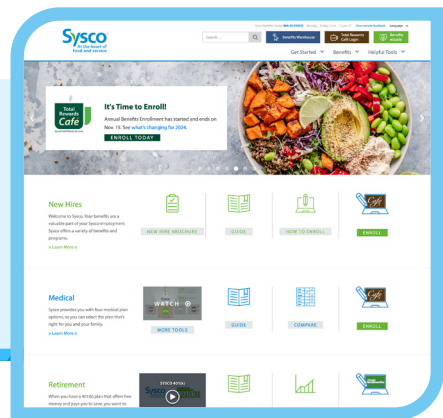 Sysco
At the heart of
food and service
Language
Search...
Benefits Warehouse
Total Rewards
Café Login
Benefits
Get Started
Benefits
Helpful Tools
Total
Rewards
Cafe
It's Time to Enroll!
Annual Benefits Enrollment has started and ends on
Nov. 15. See what's changing for 2024.
ENROLL TODAY
New Hires
Welcome to Sysco. Your benefits are a
valuable part of your Sysco employment.
Sysco offers a variety of benefits and
programs.
» Learn More »
NEW HIRE BROCHURE
GUIDE
HOW TO ENROLL
Cafe
ENROLL
Medical
Sysco provides you with four medical plan
options, so you can select the plan that's
right for you and your family.
» Learn More »
WATCH
MORE TOOLS
GUIDE
COMPARE
Cafe
ENROLL
Retirement
When you have a 401(k) plan that offers free
money and pays you to save, you want to
SYSCO 401(k)